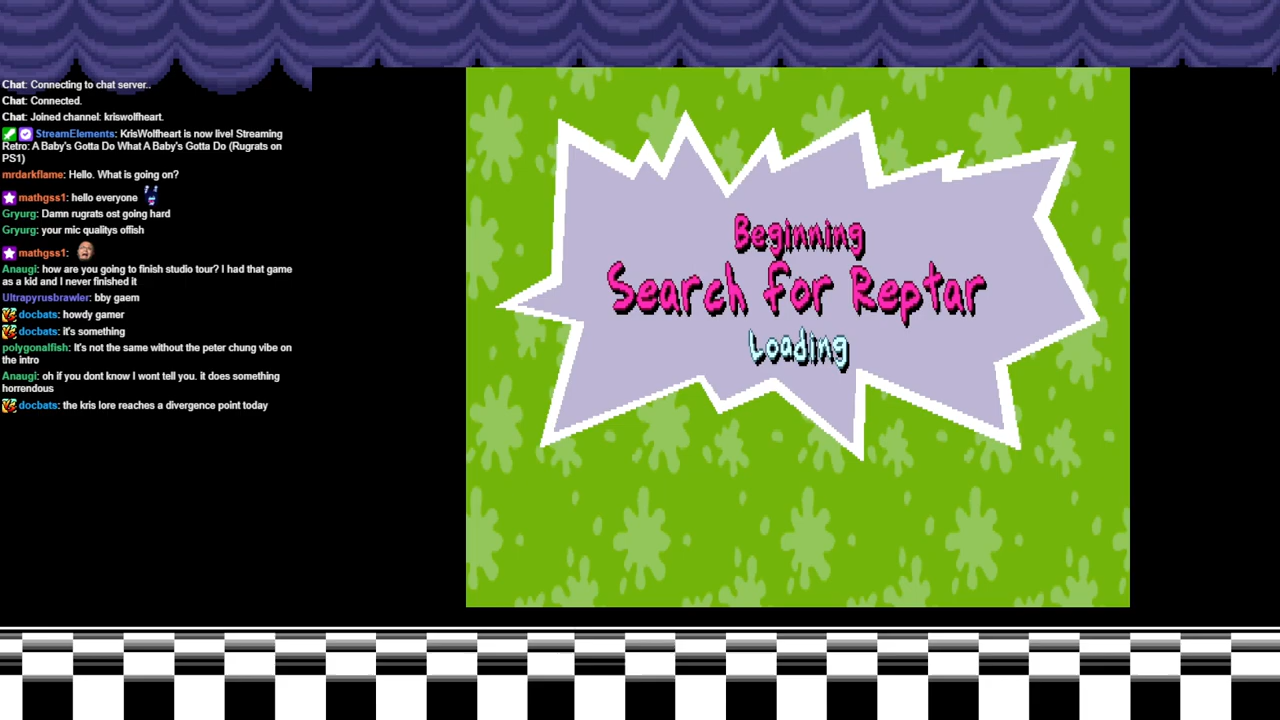 Chat: Connecting to chat server..
Chat: Connected.
Chat: Joined channel: kriswolfheart.
StreamElements: KrisWolfheart is now live! Streaming
Retro: A Baby's Gotta Do What A Baby's Gotta Do (Rugrats on
PS1)
mrdarkflame: Hello. What is going on?
mathgss1: hello everyone
Gryurg: Damn rugrats ost going hard
Gryurg: your mic qualitys offish
mathgss1:
Anaugi: how are you going to finish studio tour? I had that game
as a kid and I never finished it
Ultrapyrusbrawler: bby gaem
docbats: howdy gamer
docbats: it's something
polygonalfish: It's not the same without the peter chung vibe on
the intro
Anaugi: oh if you dont know I wont tell you. it does something
horrendous
docbats: the kris lore reaches a divergence point today
Beginning
Search for Reptar
Loading